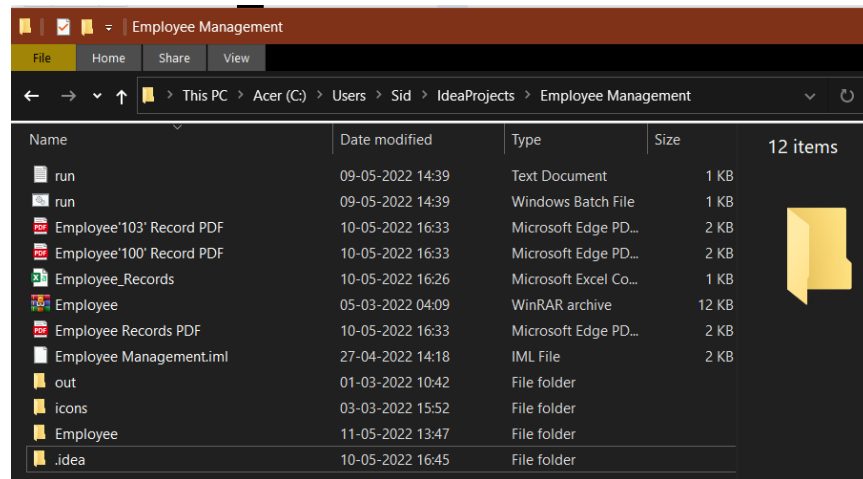 Employee Management
File Home Share View
This PC > Acer (C:) > Users > Sid > IdeaProjects > Employee Management
Name Date modified Type Size
12 items
run 09-05-2022 14:39 Text Document 1 KB
run 09-05-2022 14:39 Windows Batch File 1 KB
Employee'103' Record PDF 10-05-2022 16:33 Microsoft Edge PD... 2 KB
Employee'100' Record PDF 10-05-2022 16:33 Microsoft Edge PD... 2 KB
Employee_Records 10-05-2022 16:26 Microsoft Excel Co... 1 KB
Employee 05-03-2022 04:09 WinRAR archive 12 KB
Employee Records PDF 10-05-2022 16:33 Microsoft Edge PD... 2 KB
Employee Management.iml 27-04-2022 14:18 IML File 2 KB
out 01-03-2022 10:42 File folder
icons 03-03-2022 15:52 File folder
Employee 11-05-2022 13:47 File folder
.idea 10-05-2022 16:45 File folder